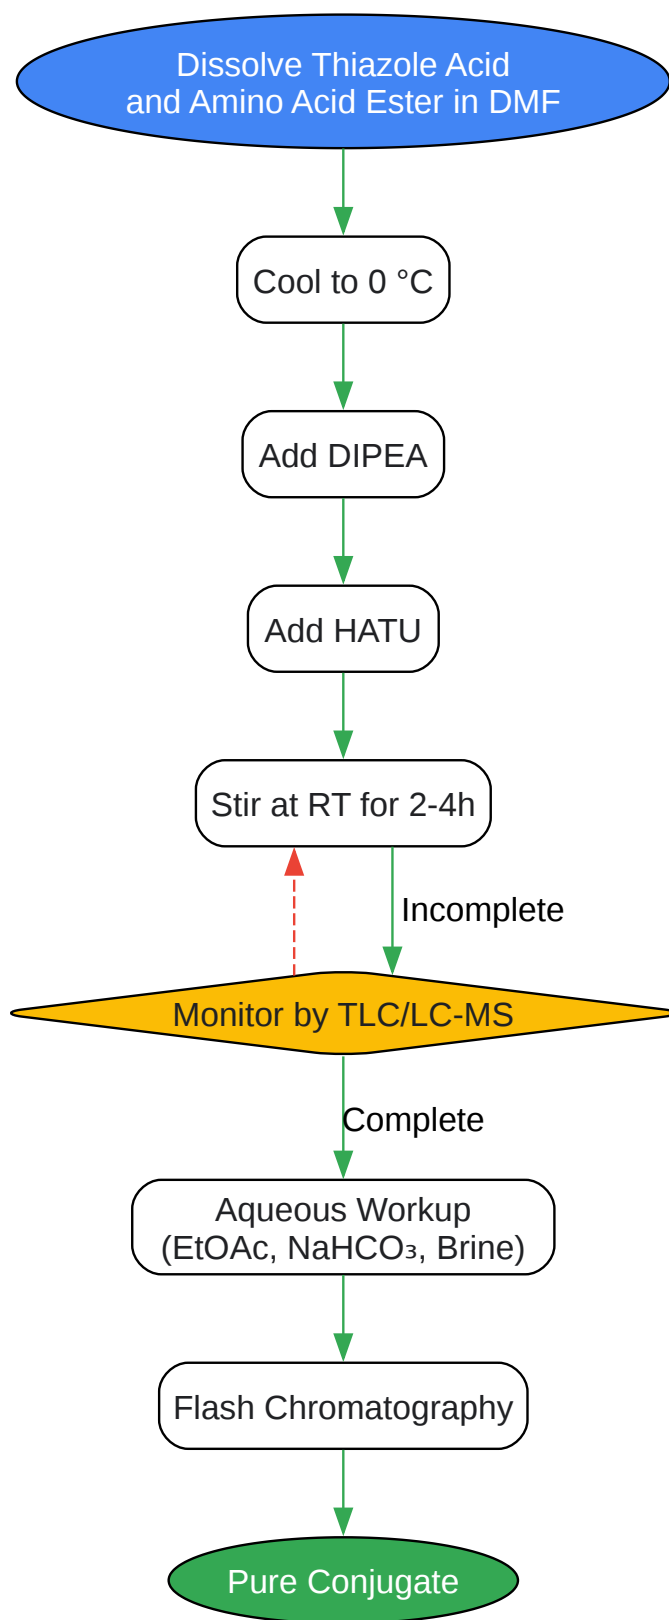 Dissolve Thiazole Acid
and Amino Acid Ester in DMF
Cool to 0 °C
Add DIPEA
Add HATU
Stir at RT for 2-4h
Incomplete
Monitor by TLC/LC-MS
Complete
Aqueous Workup
(EtOAc, NaHCO₃, Brine)
Flash Chromatography
Pure Conjugate